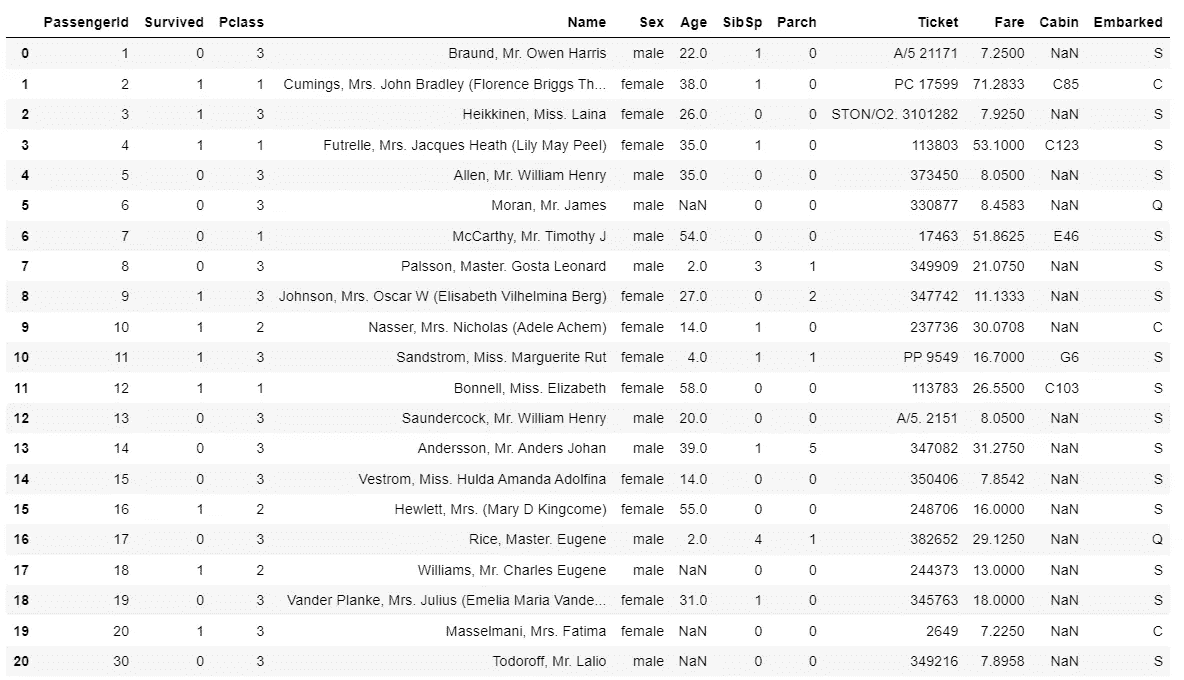 PassengerId Survived Pclass Name Sex Age SibSp Parch Ticket Fare Cabin Embarked
0 1 0 3 Braund, Mr. Owen Harris male 22.0 1 0 A/5 21171 7.2500 NaN S
1 2 1 1 Cumings, Mrs. John Bradley (Florence Briggs Th... female 38.0 1 0 PC 17599 71.2833 C85 C
2 3 1 3 Heikkinen, Miss. Laina female 26.0 0 0 STON/O2. 3101282 7.9250 NaN S
3 4 1 1 Futrelle, Mrs. Jacques Heath (Lily May Peel) female 35.0 1 0 113803 53.1000 C123 S
4 5 0 3 Allen, Mr. William Henry male 35.0 0 0 373450 8.0500 NaN S
5 6 0 3 Moran, Mr. James male NaN 0 0 330877 8.4583 NaN Q
6 7 0 1 McCarthy, Mr. Timothy J male 54.0 0 0 17463 51.8625 E46 S
7 8 0 3 Palsson, Master. Gosta Leonard male 2.0 3 1 349909 21.0750 NaN S
8 9 1 3 Johnson, Mrs. Oscar W (Elisabeth Vilhelmina Berg) female 27.0 0 2 347742 11.1333 NaN S
9 10 1 2 Nasser, Mrs. Nicholas (Adele Achem) female 14.0 1 0 237736 30.0708 NaN C
10 11 1 3 Sandstrom, Miss. Marguerite Rut female 4.0 1 1 PP 9549 16.7000 G6 S
11 12 1 1 Bonnell, Miss. Elizabeth female 58.0 0 0 113783 26.5500 C103 S
12 13 0 3 Saundercock, Mr. William Henry male 20.0 0 0 A/5. 2151 8.0500 NaN S
13 14 0 3 Andersson, Mr. Anders Johan male 39.0 1 5 347082 31.2750 NaN S
14 15 0 3 Vestrom, Miss. Hulda Amanda Adolfina female 14.0 0 0 350406 7.8542 NaN S
15 16 1 2 Hewlett, Mrs. (Mary D Kingcome) female 55.0 0 0 248706 16.0000 NaN S
16 17 0 3 Rice, Master. Eugene male 2.0 4 1 382652 29.1250 NaN Q
17 18 1 2 Williams, Mr. Charles Eugene male NaN 0 0 244373 13.0000 NaN S
18 19 0 3 Vander Planke, Mrs. Julius (Emelia Maria Vande... female 31.0 1 0 345763 18.0000 NaN S
19 20 1 3 Masselmani, Mrs. Fatima female NaN 0 0 2649 7.2250 NaN C
20 30 0 3 Todoroff, Mr. Lalio male NaN 0 0 349216 7.8958 NaN S